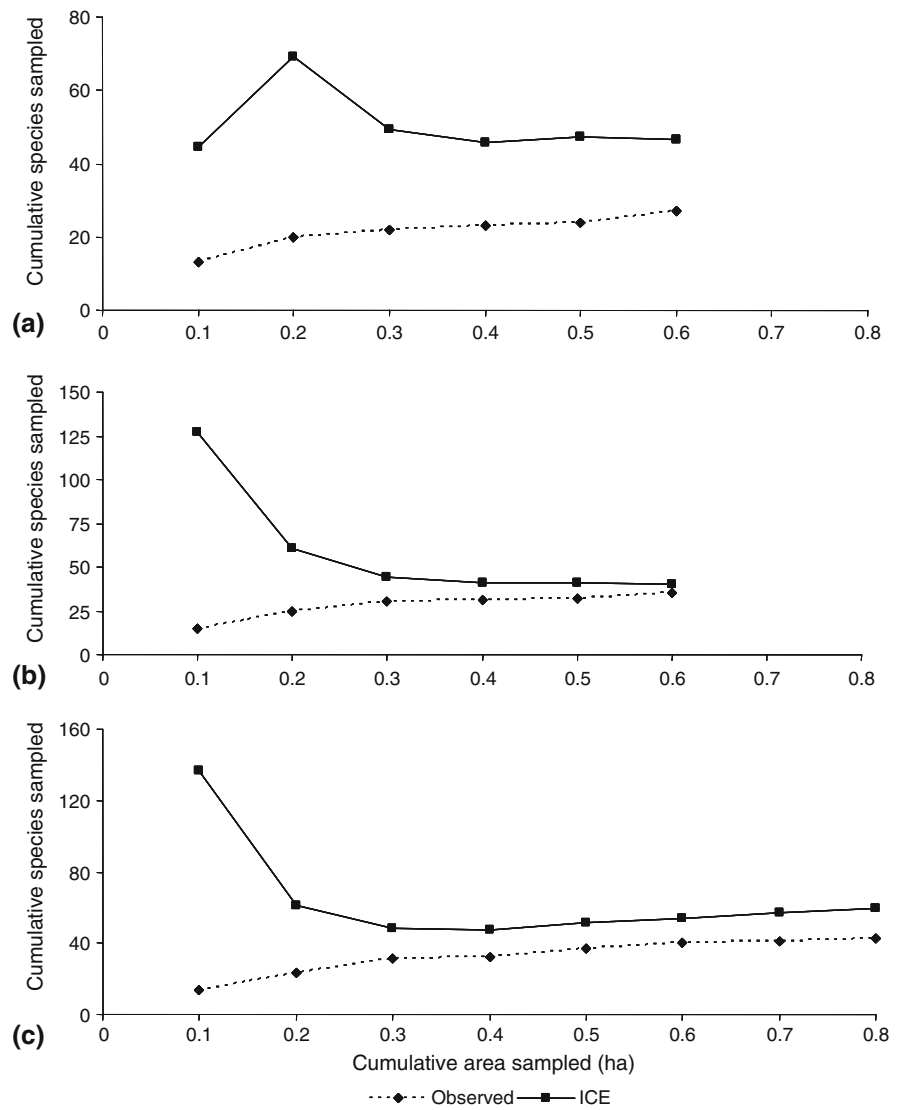 Cumulative species sampled
80
60
40
20
0
(a)
0 0.1 0.2 0.3 0.4 0.5 0.6 0.7 0.8
Cumulative species sampled
150
125
100
75
50
25
0
(b)
0 0.1 0.2 0.3 0.4 0.5 0.6 0.7 0.8
Cumulative species sampled
160
120
80
40
0
(c)
0 0.1 0.2 0.3 0.4 0.5 0.6 0.7 0.8
Cumulative area sampled (ha)
Observed ICE